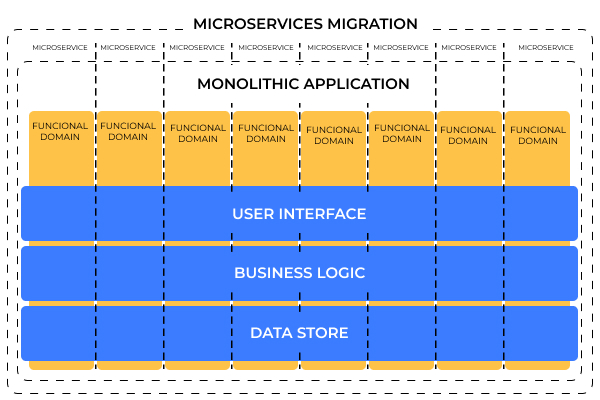 MICROSERVICES MIGRATION
MICROSERVICE MICROSERVICE MICROSERVICE MICROSERVICE MICROSERVICE MICROSERVICE MICROSERVICE MICROSERVICE
MONOLITHIC APPLICATION
FUNCIONAL FUNCIONAL FUNCIONAL FUNCIONAL FUNCIONAL FUNCIONAL FUNCIONAL FUNCIONAL
DOMAIN DOMAIN DOMAIN DOMAIN DOMAIN DOMAIN DOMAIN DOMAIN
USER INTERFACE
BUSINESS LOGIC
DATA STORE